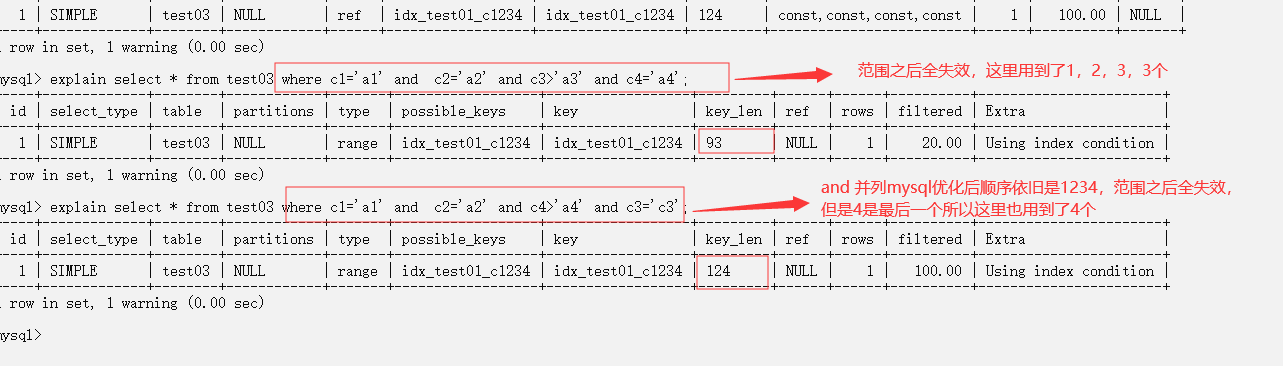 1 | SIMPLE | test03 | NULL | ref | idx_test01_c1234 | idx_test01_c1234 | 124 | const,const,const,const | 1 | 100.00 | NULL |
row in set, 1 warning (0.00 sec)
mysql> explain select * from test03 where c1='a1' and c2='a2' and c3>'a3' and c4='a4';
范围之后全失效，这里用到了1，2，3，3个
id | select_type | table | partitions | type | possible_keys | key | key_len | ref | rows | filtered | Extra |
1 | SIMPLE | test03 | NULL | range | idx_test01_c1234 | idx_test01_c1234 | 93 | NULL | 1 | 20.00 | Using index condition |
row in set, 1 warning (0.00 sec)
mysql> explain select * from test03 where c1='a1' and c2='a2' and c4>'a4' and c3='c3';
and 并列mysql优化后顺序依旧是1234，范围之后全失效，
但是4是最后一个所以这里也用到了4个
id | select_type | table | partitions | type | possible_keys | key | key_len | ref | rows | filtered | Extra |
1 | SIMPLE | test03 | NULL | range | idx_test01_c1234 | idx_test01_c1234 | 124 | NULL | 1 | 100.00 | Using index condition |
row in set, 1 warning (0.00 sec)
mysql>